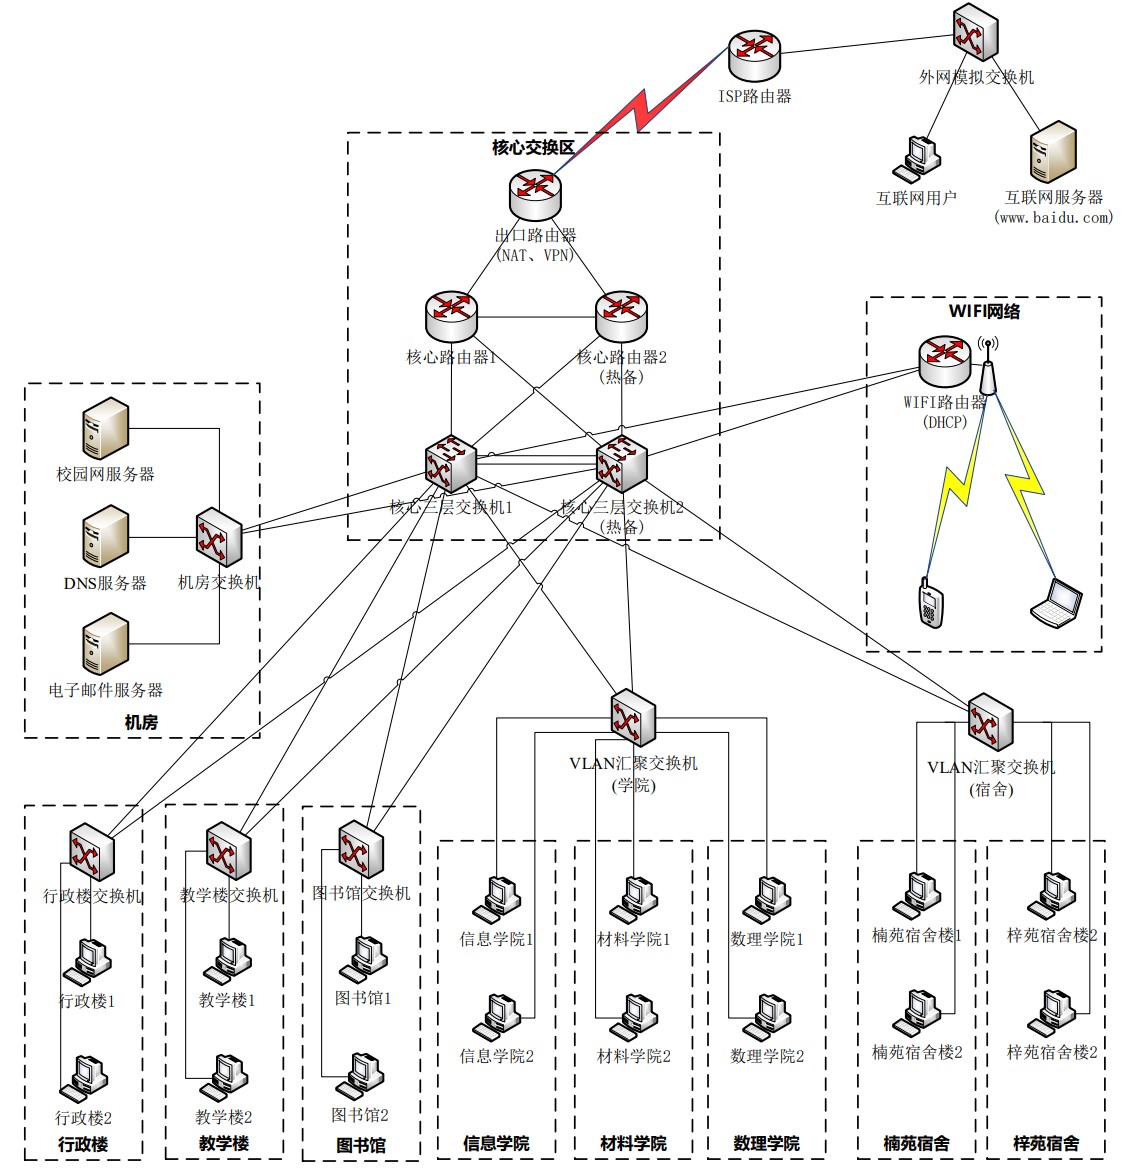 ISP路由器
外网模拟交换机
互联网用户
互联网服务器
(www.baidu.com)
核心交换区
出口路由器
(NAT、VPN)
核心路由器1
核心路由器2
(热备)
核心三层交换机1
核心三层交换机2
(热备)
WIFI网络
WIFI路由器
(DHCP)
校园网服务器
DNS服务器
机房交换机
电子邮件服务器
机房
VLAN汇聚交换机
(学院)
VLAN汇聚交换机
(宿舍)
行政楼交换机
行政楼1
行政楼2
行政楼
教学楼交换机
教学楼1
教学楼2
教学楼
图书馆交换机
图书馆1
图书馆2
图书馆
信息学院1
信息学院2
信息学院
材料学院1
材料学院2
材料学院
数理学院1
数理学院2
数理学院
楠苑宿舍楼1
楠苑宿舍楼2
楠苑宿舍
梓苑宿舍楼2
梓苑宿舍楼2
梓苑宿舍